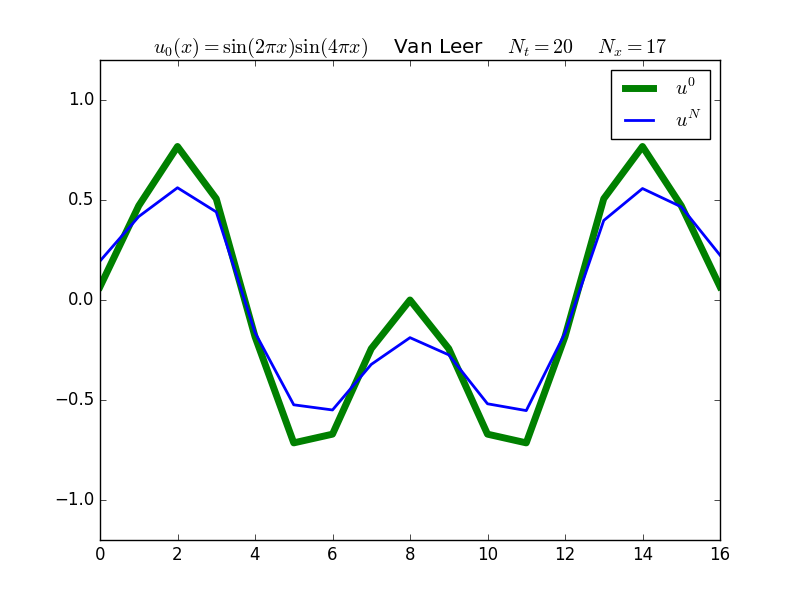 u_0(x) = sin(2πx)sin(4πx) Van Leer N_t = 20 N_x = 17
1.0
u^0
u^N
0.5
0.0
−0.5
−1.0
0 2 4 6 8 10 12 14 16